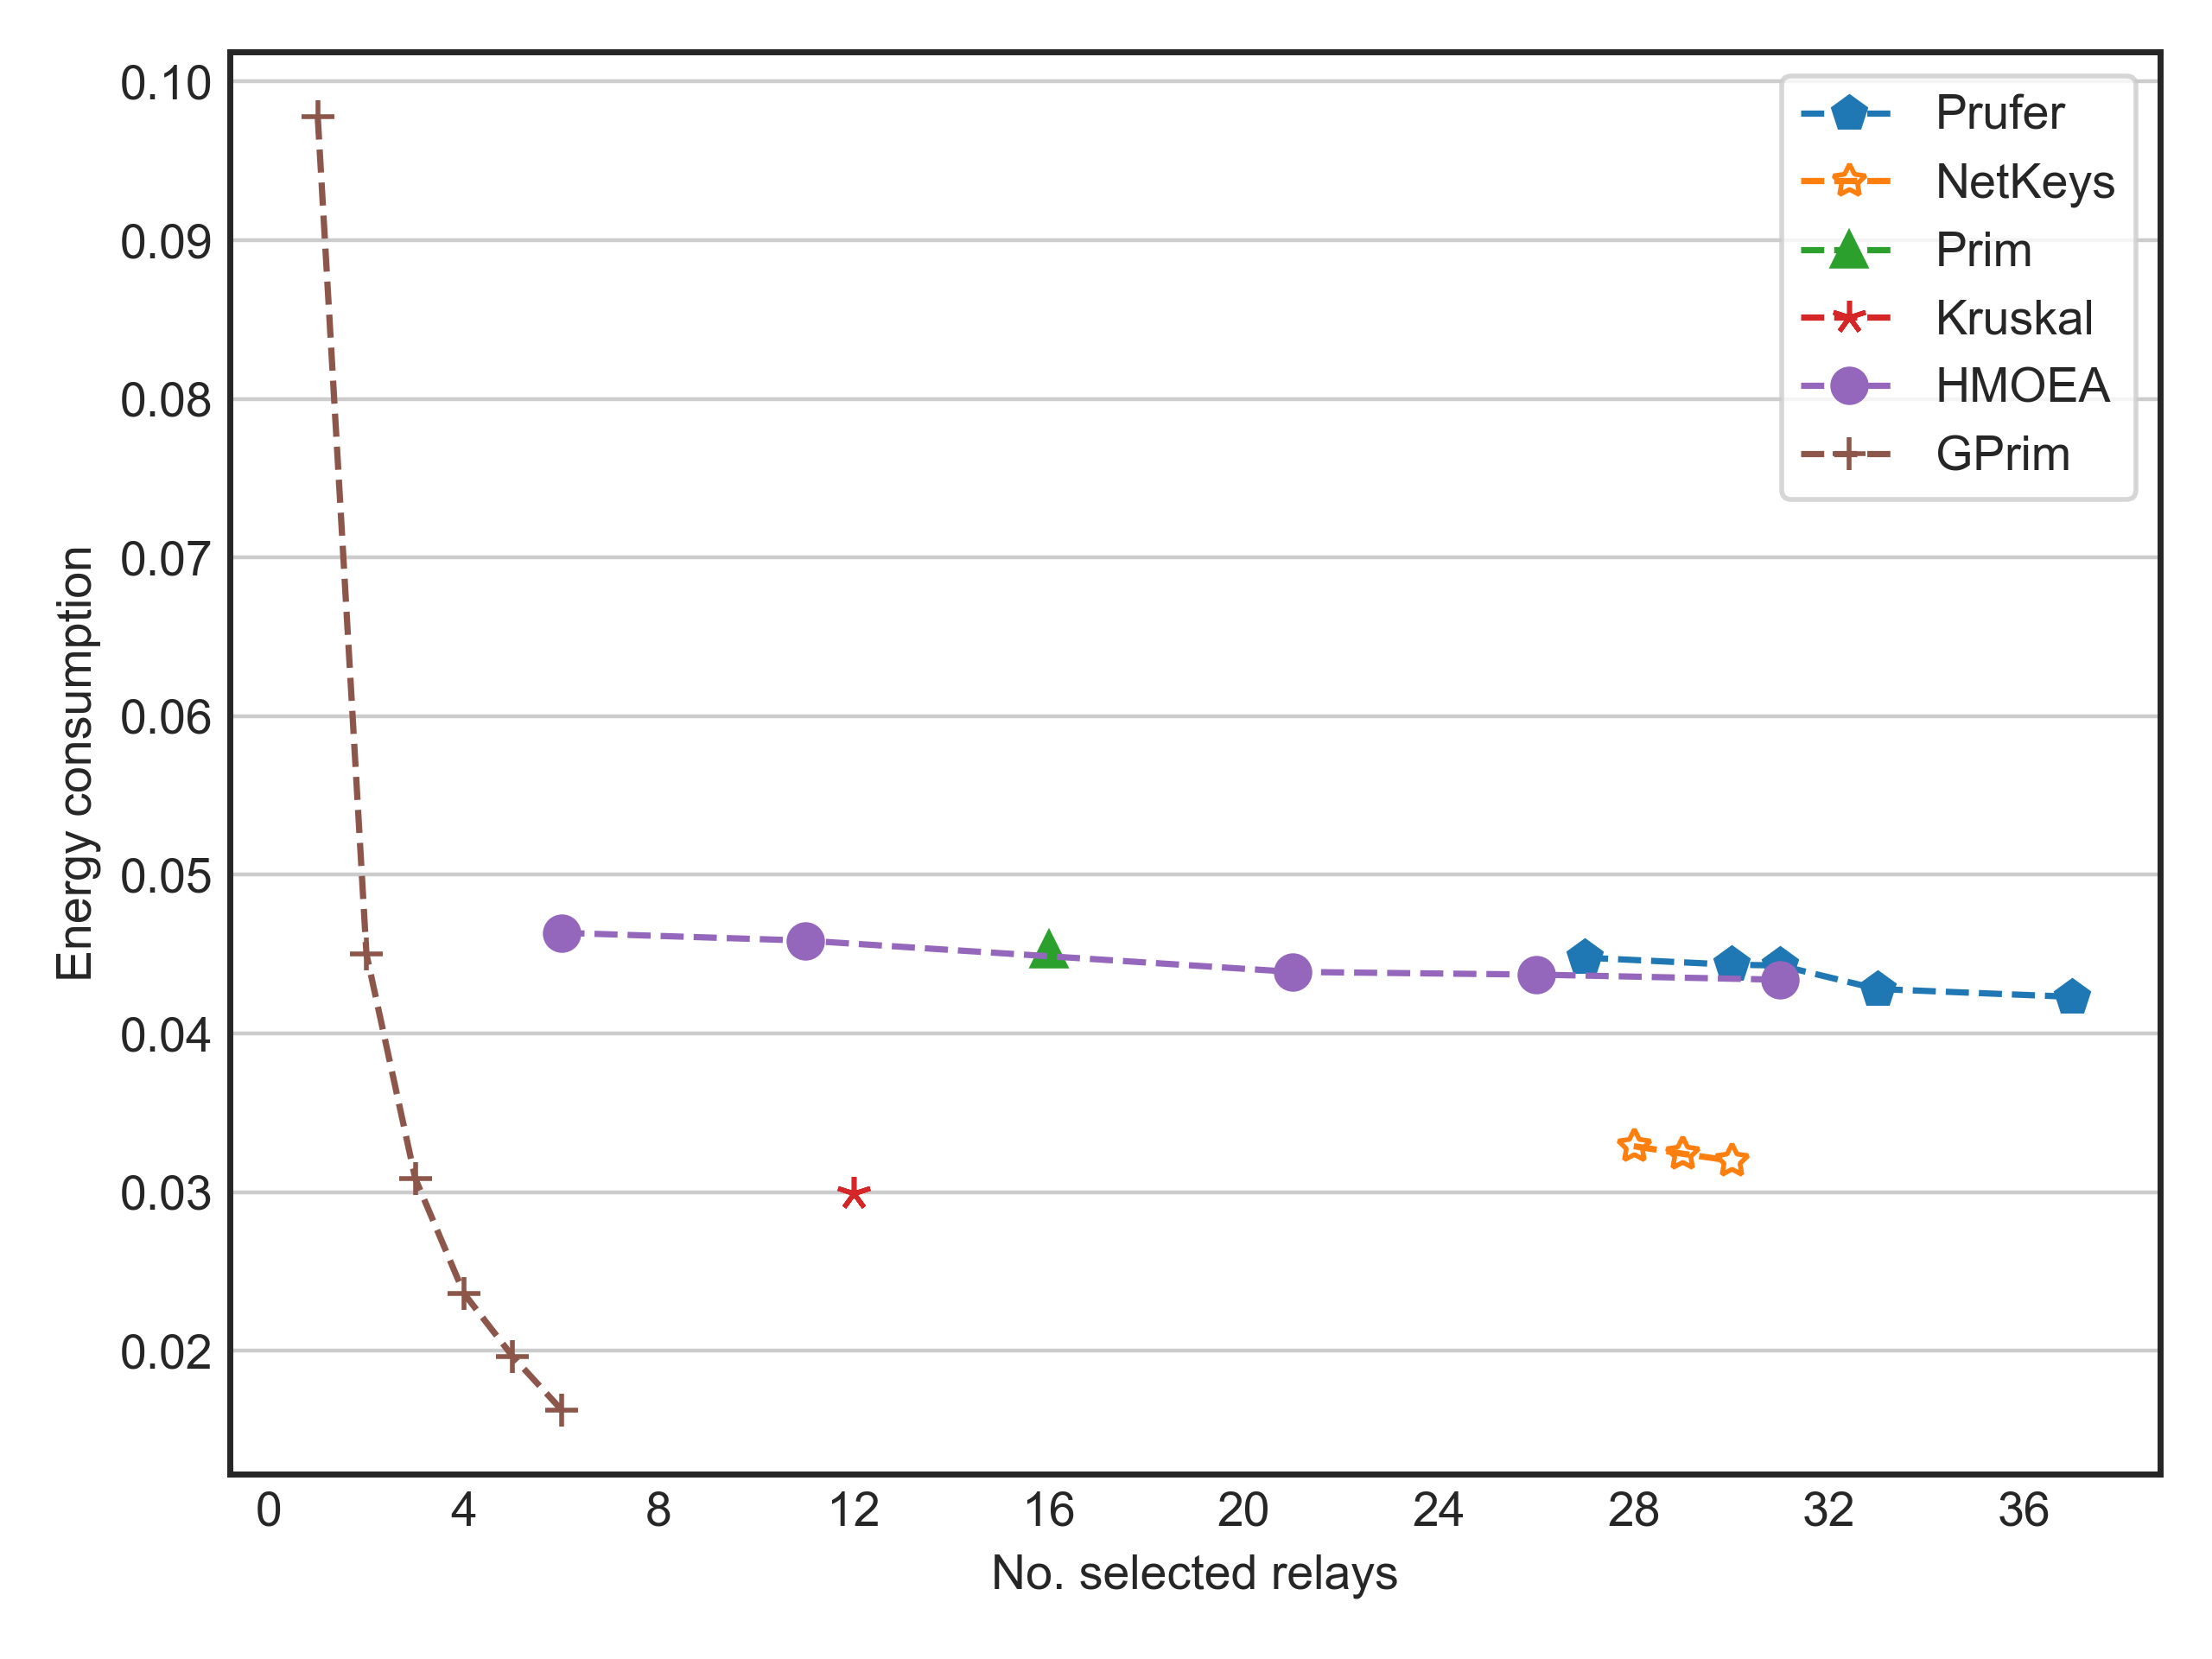 0.10
0.09
0.08
0.07
0.06
0.05
0.04
0.03
0.02
Energy consumption
0 4 8 12 16 20 24 28 32 36
No. selected relays
Prufer
NetKeys
Prim
Kruskal
HMOEA
GPrim